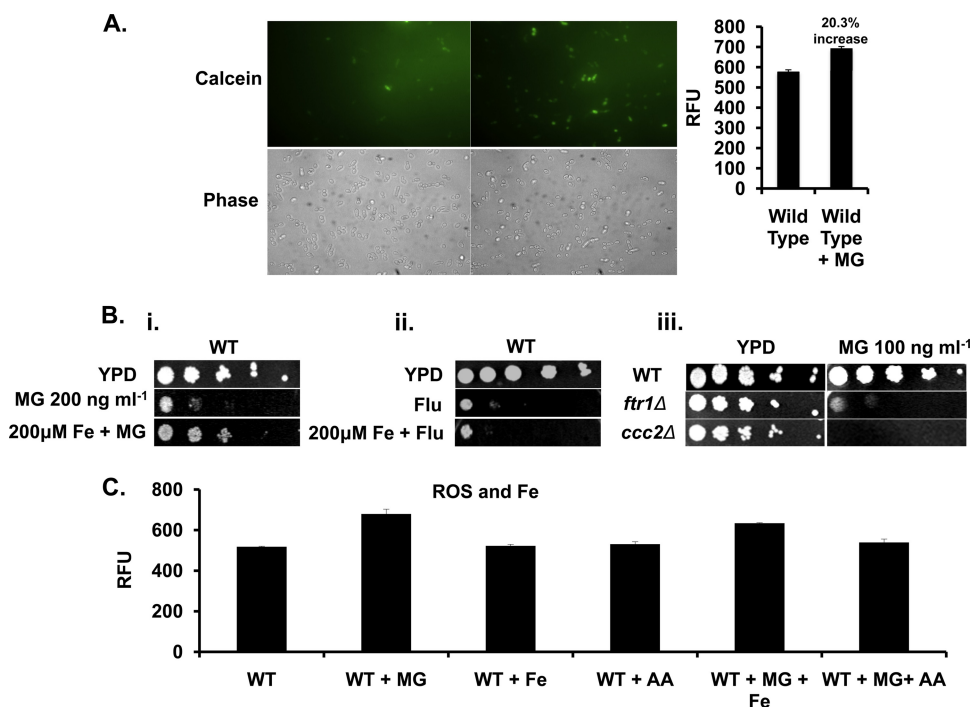 A.
Calcein
Phase
20.3%
increase
RFU
800
700
600
500
400
300
200
100
0
Wild
Type
Wild
Type
+ MG
B.
i.
WT
YPD
MG 200 ng ml⁻¹
200µM Fe + MG
ii.
WT
YPD
Flu
200µM Fe + Flu
iii.
YPD
MG 100 ng ml⁻¹
WT
ftr1Δ
ccc2Δ
C.
ROS and Fe
RFU
800
600
400
200
0
WT
WT + MG
WT + Fe
WT + AA
WT + MG +
Fe
WT + MG+ AA